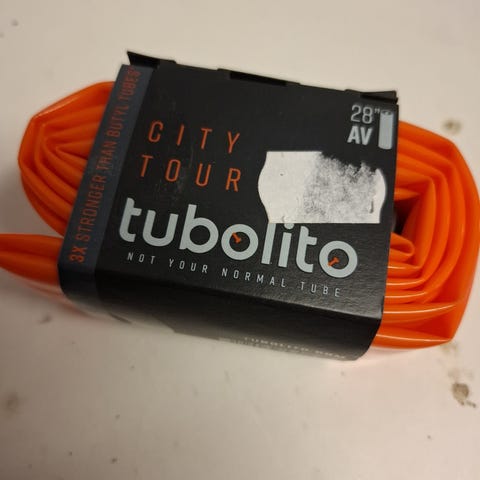 3X STRONGER THAN BUTYL TUBES
CITY
TOUR
28"
AV
tubolito
NOT YOUR NORMAL TUBE